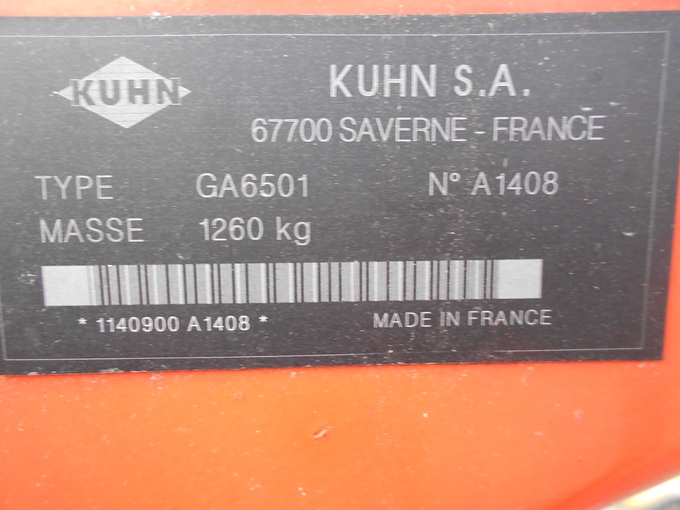 KUHN
KUHN S.A.
67700 SAVERNE - FRANCE
TYPE GA6501 N° A1408
MASSE 1260 kg
* 1140900 A1408 * MADE IN FRANCE